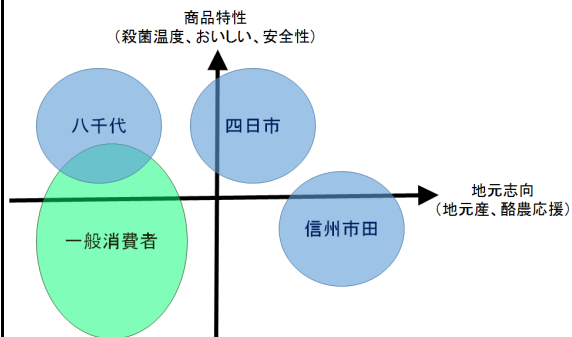 商品特性
（殺菌温度、おいしい、安全性）
八千代
四日市
地元志向
（地元産、酪農応援）
信州市田
一般消費者